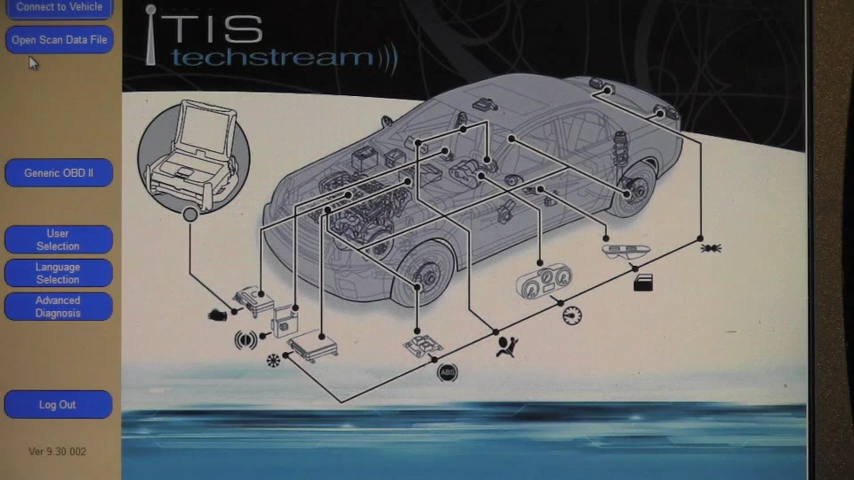 Connect to Vehicle
Open Scan Data File
TIS
techstream
Generic OBD II
User
Selection
Language
Selection
Advanced
Diagnosis
ABS
Log Out
Ver 9.30.002